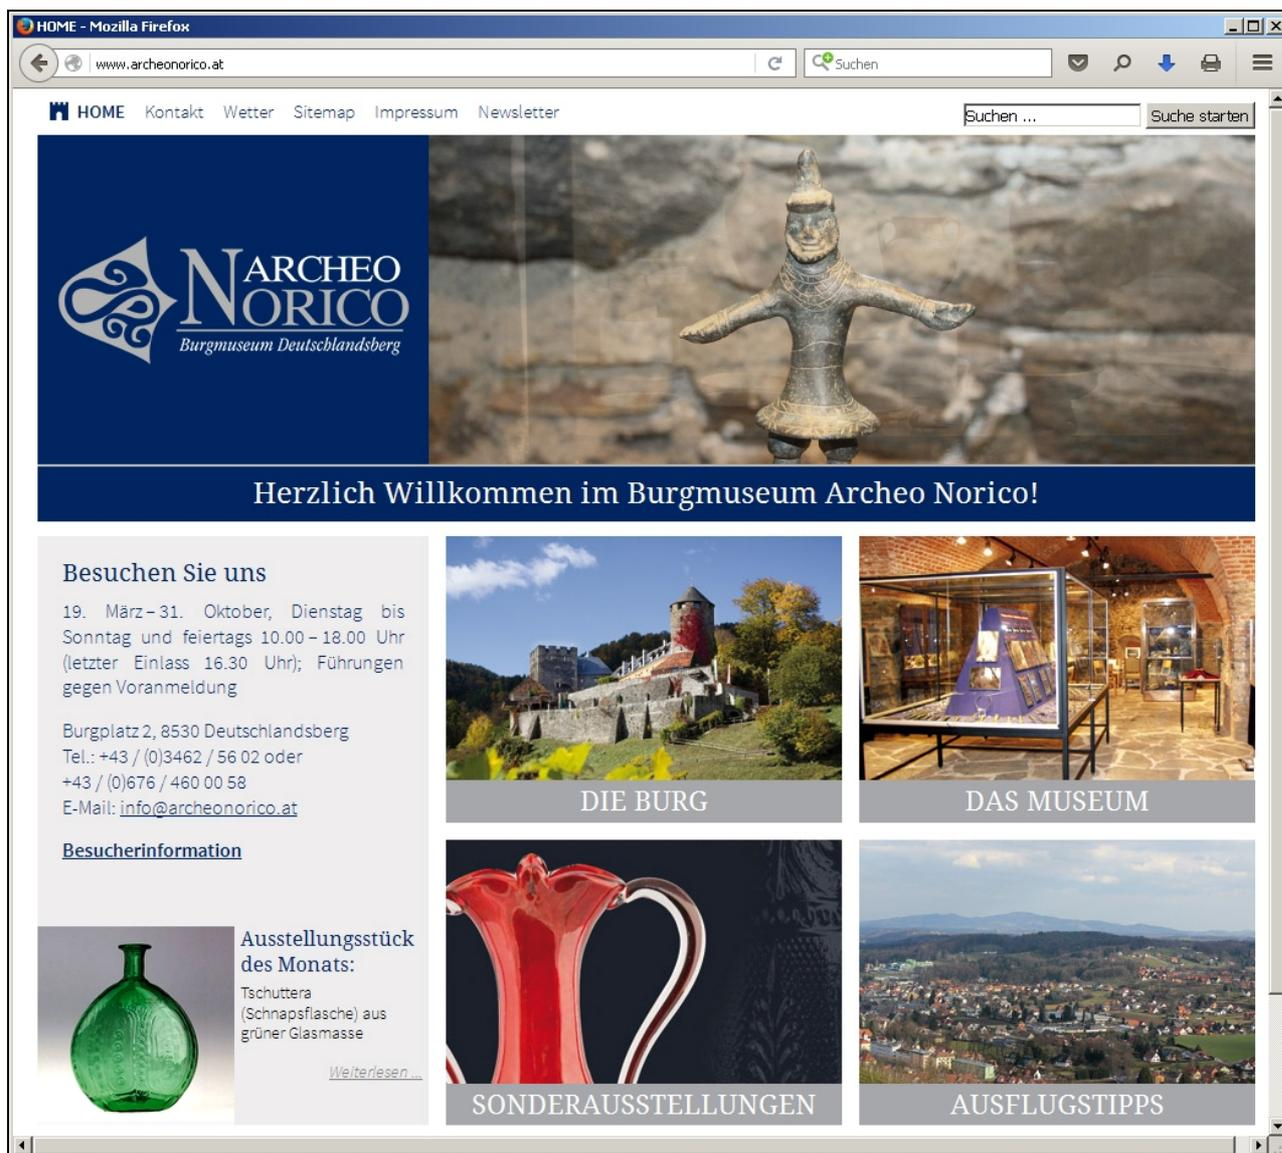 HOME - Mozilla Firefox
www.archeonorico.at
Suchen
HOME Kontakt Wetter Sitemap Impressum Newsletter
Suchen ... Suche starten
ARCHEO
NORICO
Burgmuseum Deutschlandsberg
Herzlich Willkommen im Burgmuseum Archeo Norico!
Besuchen Sie uns
19. März – 31. Oktober, Dienstag bis
Sonntag und feiertags 10.00 – 18.00 Uhr
(letzter Einlass 16.30 Uhr); Führungen
gegen Voranmeldung
Burgplatz 2, 8530 Deutschlandsberg
Tel.: +43 / (0)3462 / 56 02 oder
+43 / (0)676 / 460 00 58
E-Mail: info@archeonorico.at
Besucherinformation
Ausstellungsstück
des Monats:
Tschuttera
(Schnapsflasche) aus
grüner Glasmasse
Weiterlesen ...
DIE BURG
DAS MUSEUM
SONDERAUSSTELLUNGEN
AUSFLUGSTIPPS